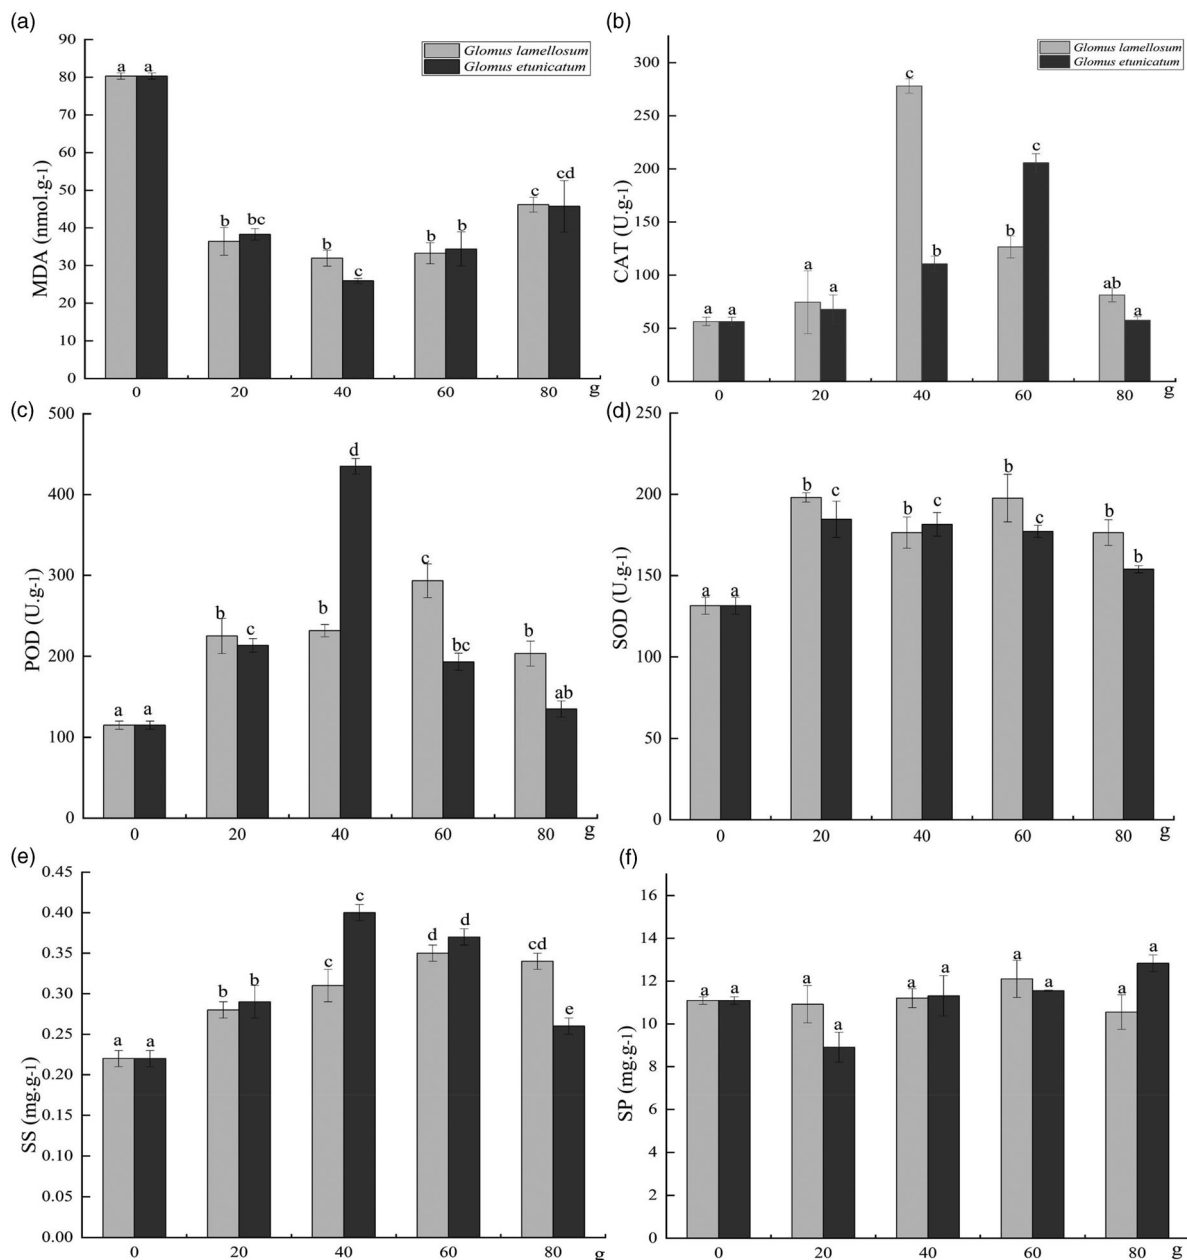 (a)
90
80
70
60
50
40
30
20
10
0
MDA (nmol.g-1)
Glomus lamellosum
Glomus etunicatum
a a
b bc
b c
b b
c cd
0 20 40 60 80 g
(b)
300
250
200
150
100
50
0
CAT (U.g-1)
Glomus lamellosum
Glomus etunicatum
a a
a a
c b
b c
ab a
0 20 40 60 80 g
(c)
500
400
300
200
100
0
POD (U.g-1)
a a
b c
b d
c bc
b ab
0 20 40 60 80 g
(d)
250
200
150
100
50
0
SOD (U.g-1)
a a
b c
b c
b c
b b
0 20 40 60 80 g
(e)
0.45
0.40
0.35
0.30
0.25
0.20
0.15
0.10
0.05
0.00
SS (mg.g-1)
a a
b b
c c
d d
cd e
0 20 40 60 80 g
(f)
16
14
12
10
8
6
4
2
0
SP (mg.g-1)
a a
a a
a a
a a
a a
0 20 40 60 80 g